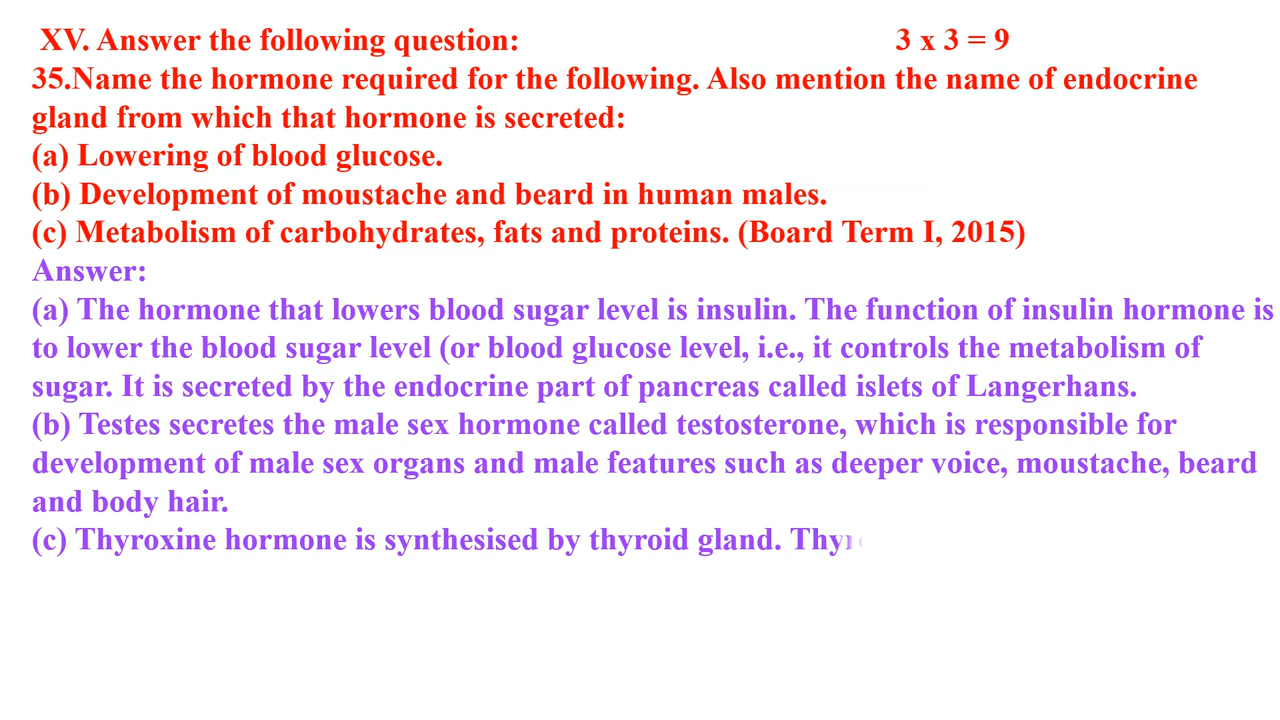 XV. Answer the following question: 3 x 3 = 9
35.Name the hormone required for the following. Also mention the name of endocrine
gland from which that hormone is secreted:
(a) Lowering of blood glucose.
(b) Development of moustache and beard in human males.
(c) Metabolism of carbohydrates, fats and proteins. (Board Term I, 2015)
Answer:
(a) The hormone that lowers blood sugar level is insulin. The function of insulin hormone is
to lower the blood sugar level (or blood glucose level, i.e., it controls the metabolism of
sugar. It is secreted by the endocrine part of pancreas called islets of Langerhans.
(b) Testes secretes the male sex hormone called testosterone, which is responsible for
development of male sex organs and male features such as deeper voice, moustache, beard
and body hair.
(c) Thyroxine hormone is synthesised by thyroid gland.